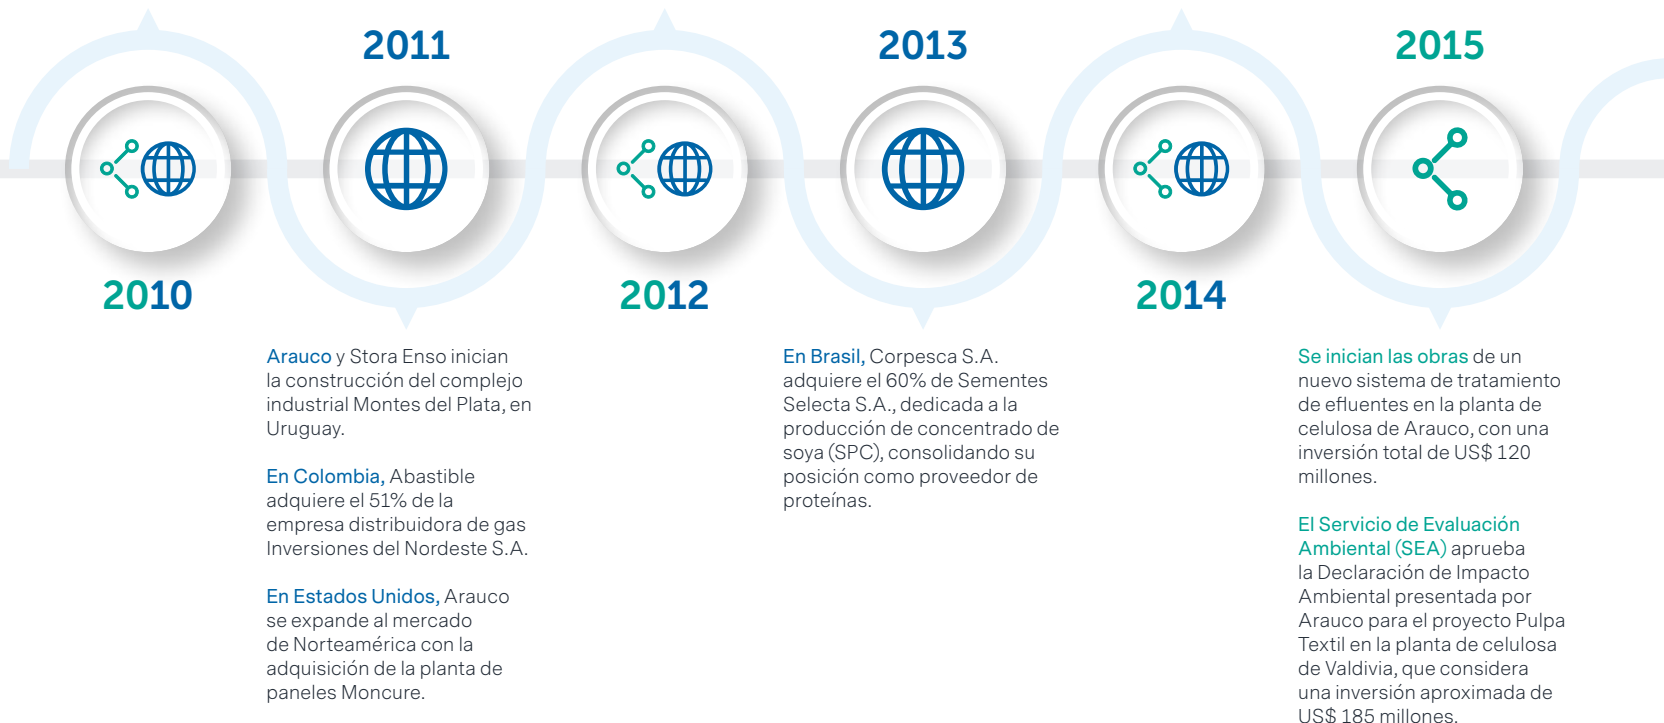 2010
2011
Arauco y Stora Enso inician
la construcción del complejo
industrial Montes del Plata, en
Uruguay.
En Colombia, Abastible
adquiere el 51% de la
empresa distribuidora de gas
Inversiones del Nordeste S.A.
En Estados Unidos, Arauco
se expande al mercado
de Norteamérica con la
adquisición de la planta de
paneles Moncure.
2012
2013
En Brasil, Corpesca S.A.
adquiere el 60% de Sementes
Selecta S.A., dedicada a la
producción de concentrado de
soya (SPC), consolidando su
posición como proveedor de
proteínas.
2014
2015
Se inician las obras de un
nuevo sistema de tratamiento
de efluentes en la planta de
celulosa de Arauco, con una
inversión total de US$ 120
millones.
El Servicio de Evaluación
Ambiental (SEA) aprueba
la Declaración de Impacto
Ambiental presentada por
Arauco para el proyecto Pulpa
Textil en la planta de celulosa
de Valdivia, que considera
una inversión aproximada de
US$ 185 millones.